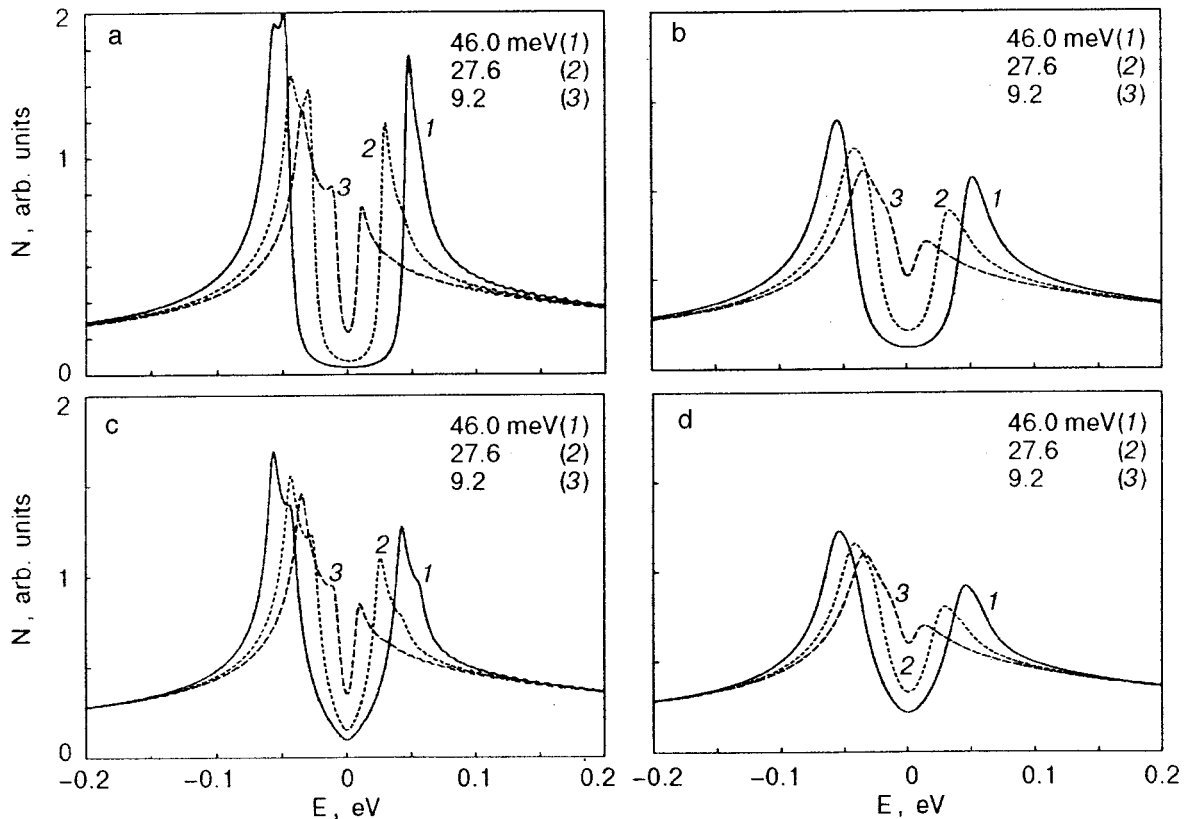 a
46.0 meV(1)
27.6 (2)
9.2 (3)
1
2
3
2
1
0
N, arb. units
b
46.0 meV(1)
27.6 (2)
9.2 (3)
3
2
1
c
46.0 meV(1)
27.6 (2)
9.2 (3)
3
2
1
2
1
0
N, arb. units
-0.2 -0.1 0 0.1 0.2
E, eV
d
46.0 meV(1)
27.6 (2)
9.2 (3)
3
2
1
2
-0.2 -0.1 0 0.1 0.2
E, eV